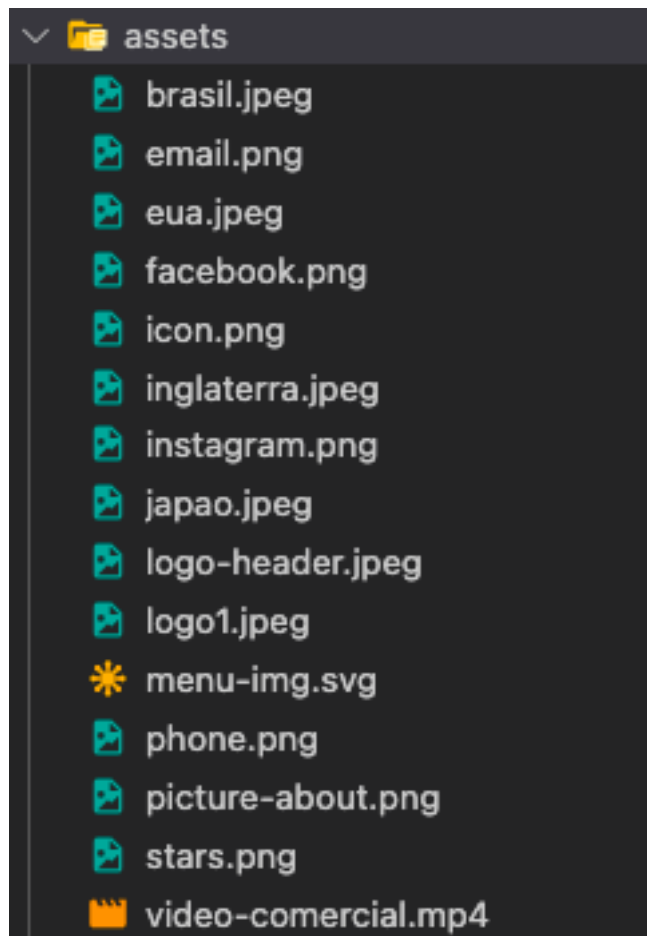 assets
brasil.jpeg
email.png
eua.jpeg
facebook.png
icon.png
inglaterra.jpeg
instagram.png
japao.jpeg
logo-header.jpeg
logo1.jpeg
menu-img.svg
phone.png
picture-about.png
stars.png
video-comercial.mp4